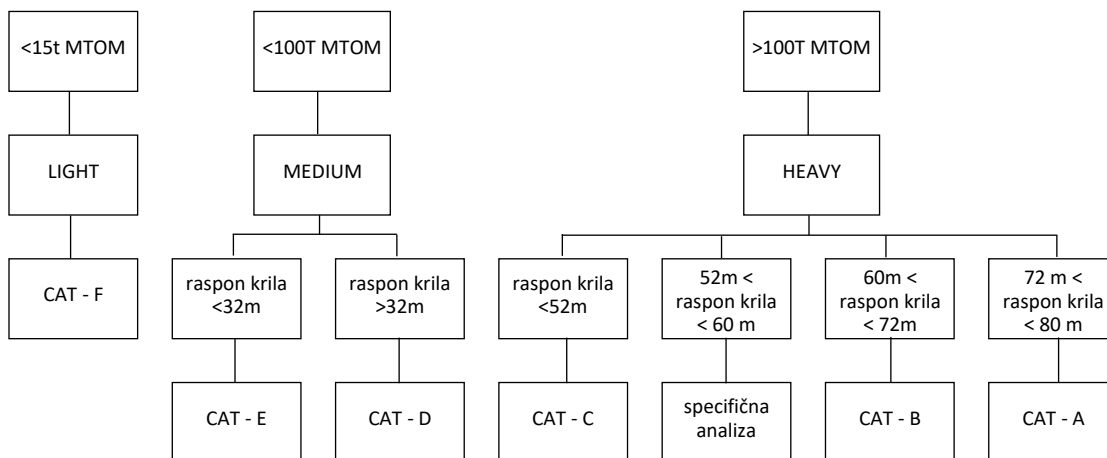 <15t MTOM
<100T MTOM
>100T MTOM
LIGHT
MEDIUM
HEAVY
CAT - F
raspon krila
<32m
raspon krila
>32m
raspon krila
<52m
52m <
raspon krila
< 60 m
60m <
raspon krila
< 72m
72 m <
raspon krila
< 80 m
CAT - E
CAT - D
CAT - C
specifična
analiza
CAT - B
CAT - A